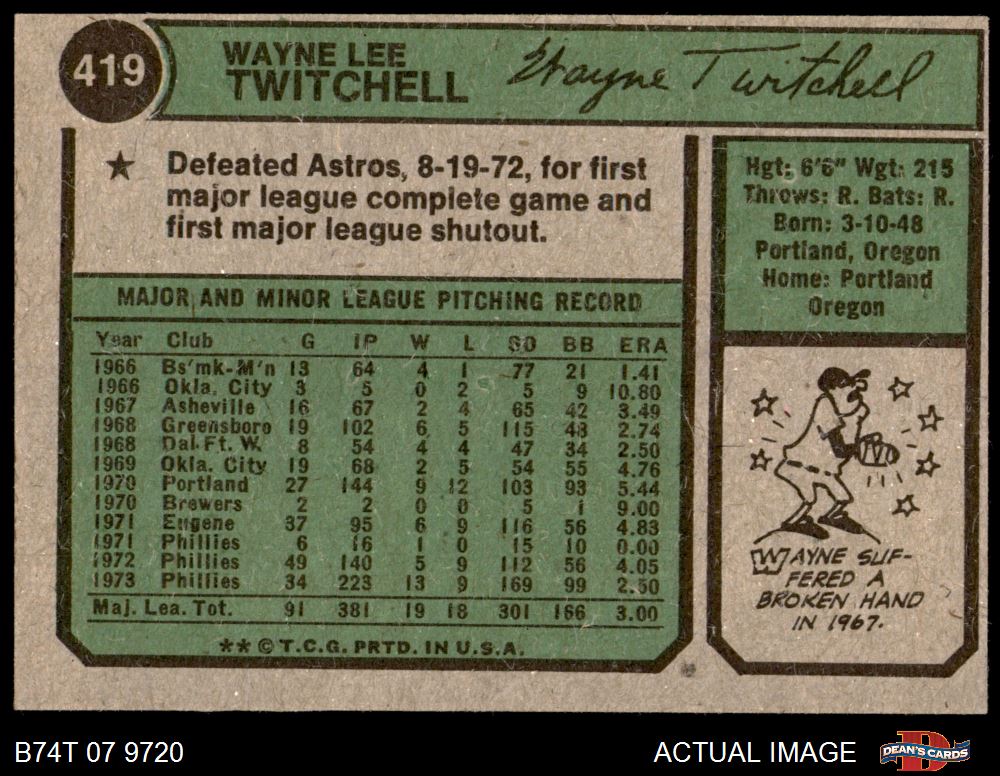 419
WAYNE LEE
TWITCHELL
Wayne Twitchell
★ Defeated Astros, 8-19-72, for first
major league complete game and
first major league shutout.
Hgt: 6'6" Wgt: 215
Throws: R. Bats: R.
Born: 3-10-48
Portland, Oregon
Home: Portland
Oregon
MAJOR AND MINOR LEAGUE PITCHING RECORD
Year Club G IP W L SO BB ERA
1966 Bs'mk-M'n 13 64 4 1 77 21 1.41
1966 Okla. City 3 5 0 2 5 9 10.80
1967 Asheville 16 67 2 4 65 42 3.49
1968 Greensboro 19 102 6 5 115 48 2.74
1968 Dal-Ft. W. 8 54 4 4 47 34 2.50
1969 Okla. City 19 68 2 5 54 55 4.76
1970 Portland 27 144 9 12 103 93 5.44
1970 Brewers 2 2 0 0 5 1 9.00
1971 Eugene 37 95 6 9 116 56 4.83
1971 Phillies 6 16 1 0 15 10 0.00
1972 Phillies 49 140 5 9 112 56 4.05
1973 Phillies 34 223 13 9 169 99 2.50
Maj. Lea. Tot. 91 381 19 18 301 166 3.00
** © T.C.G. PRTD. IN U.S.A.
WAYNE SUF-
FERED A
BROKEN HAND
IN 1967.
B74T 07 9720
ACTUAL IMAGE
DEAN'S CARDS